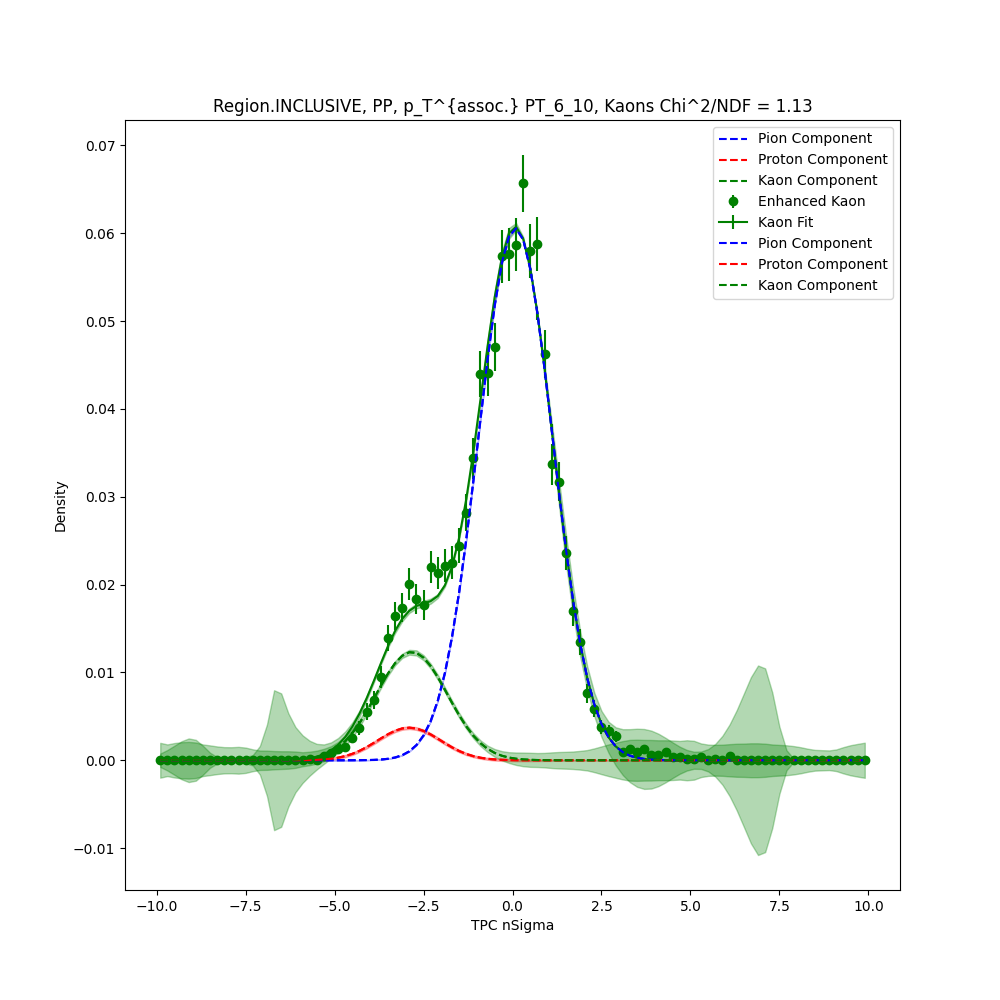 Region.INCLUSIVE, PP, p_T^{assoc.} PT_6_10, Kaons Chi^2/NDF = 1.13
Pion Component
Proton Component
Kaon Component
Enhanced Kaon
Kaon Fit
Pion Component
Proton Component
Kaon Component
0.07
0.06
0.05
0.04
0.03
0.02
0.01
0.00
−0.01
Density
−10.0 −7.5 −5.0 −2.5 0.0 2.5 5.0 7.5 10.0
TPC nSigma